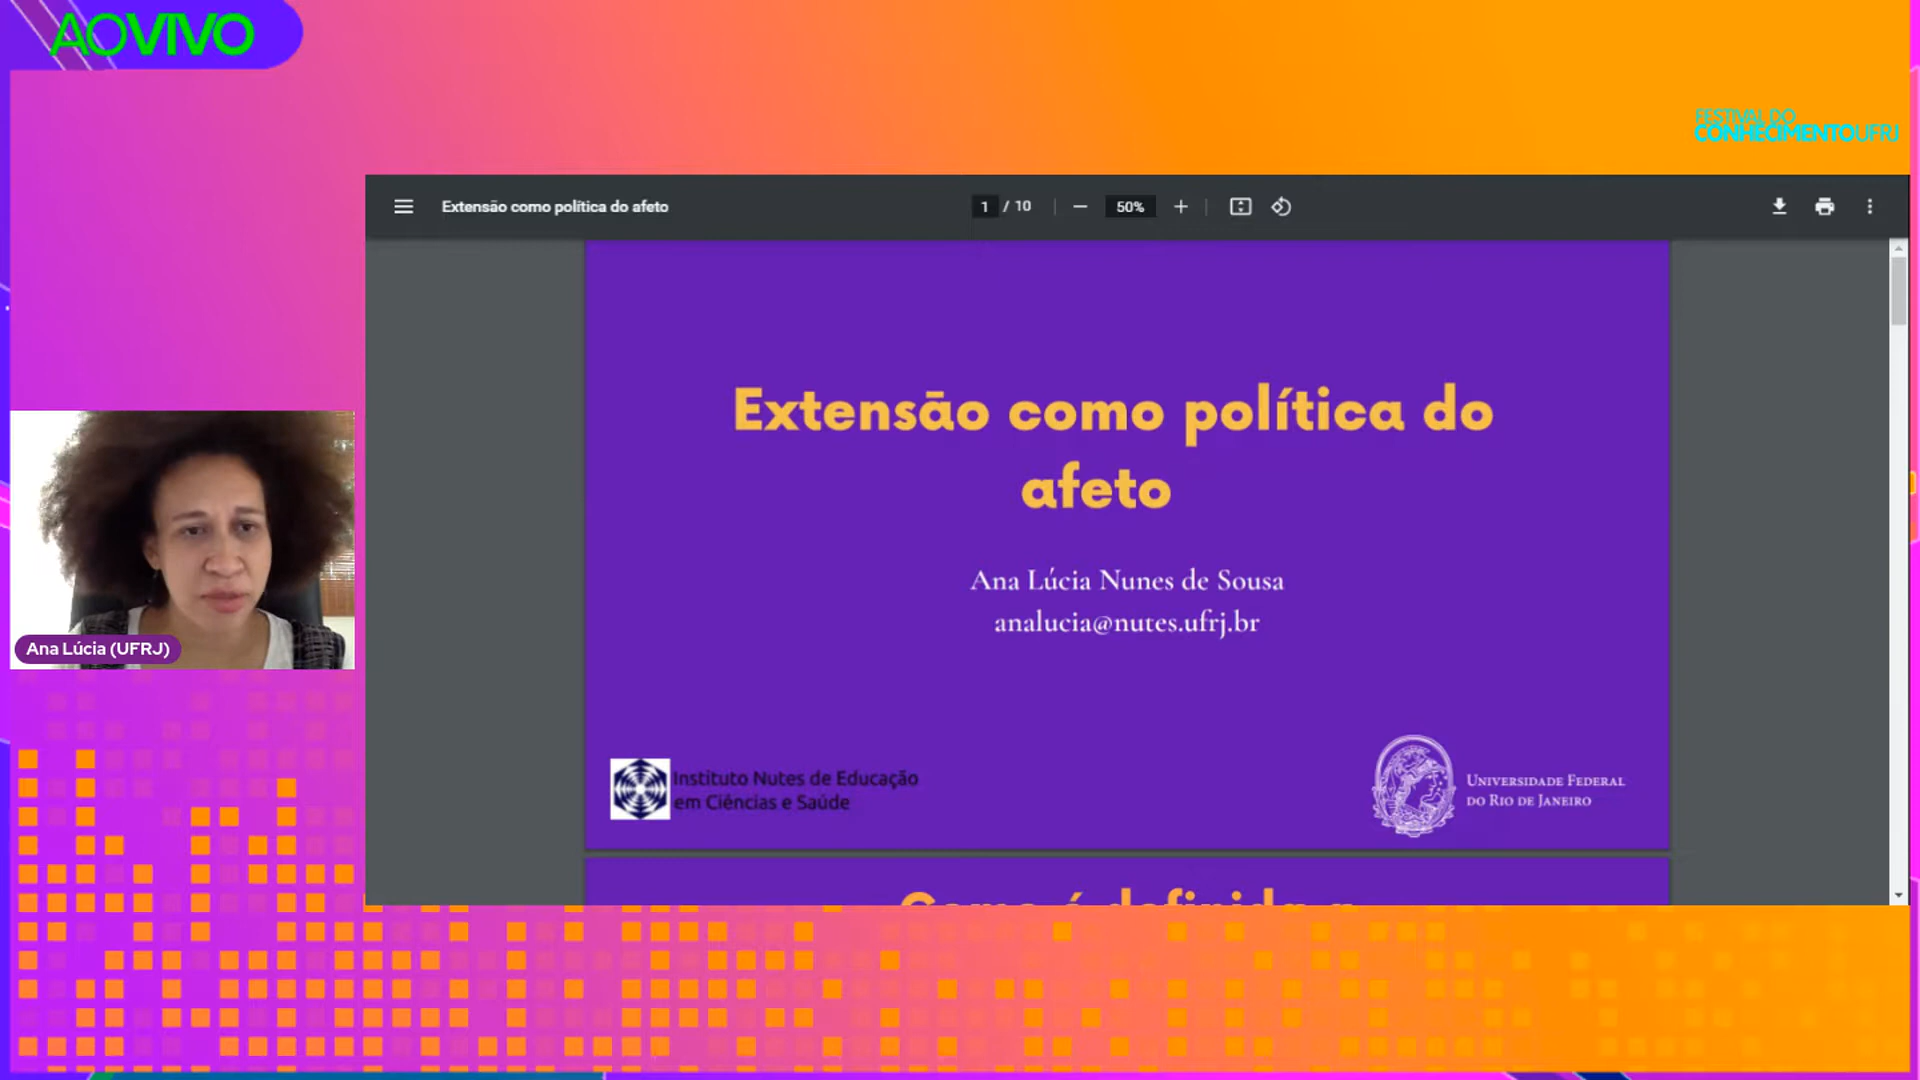 AOVIVO
FESTIVAL DO
CONHECIMENTOUFRJ
Extensão como política do afeto
1 / 10
50%
Extensão como política do
afeto
Ana Lúcia Nunes de Sousa
analucia@nutes.ufrj.br
Instituto Nutes de Educação
em Ciências e Saúde
UNIVERSIDADE FEDERAL
DO RIO DE JANEIRO
Como é definida a
Ana Lúcia (UFRJ)